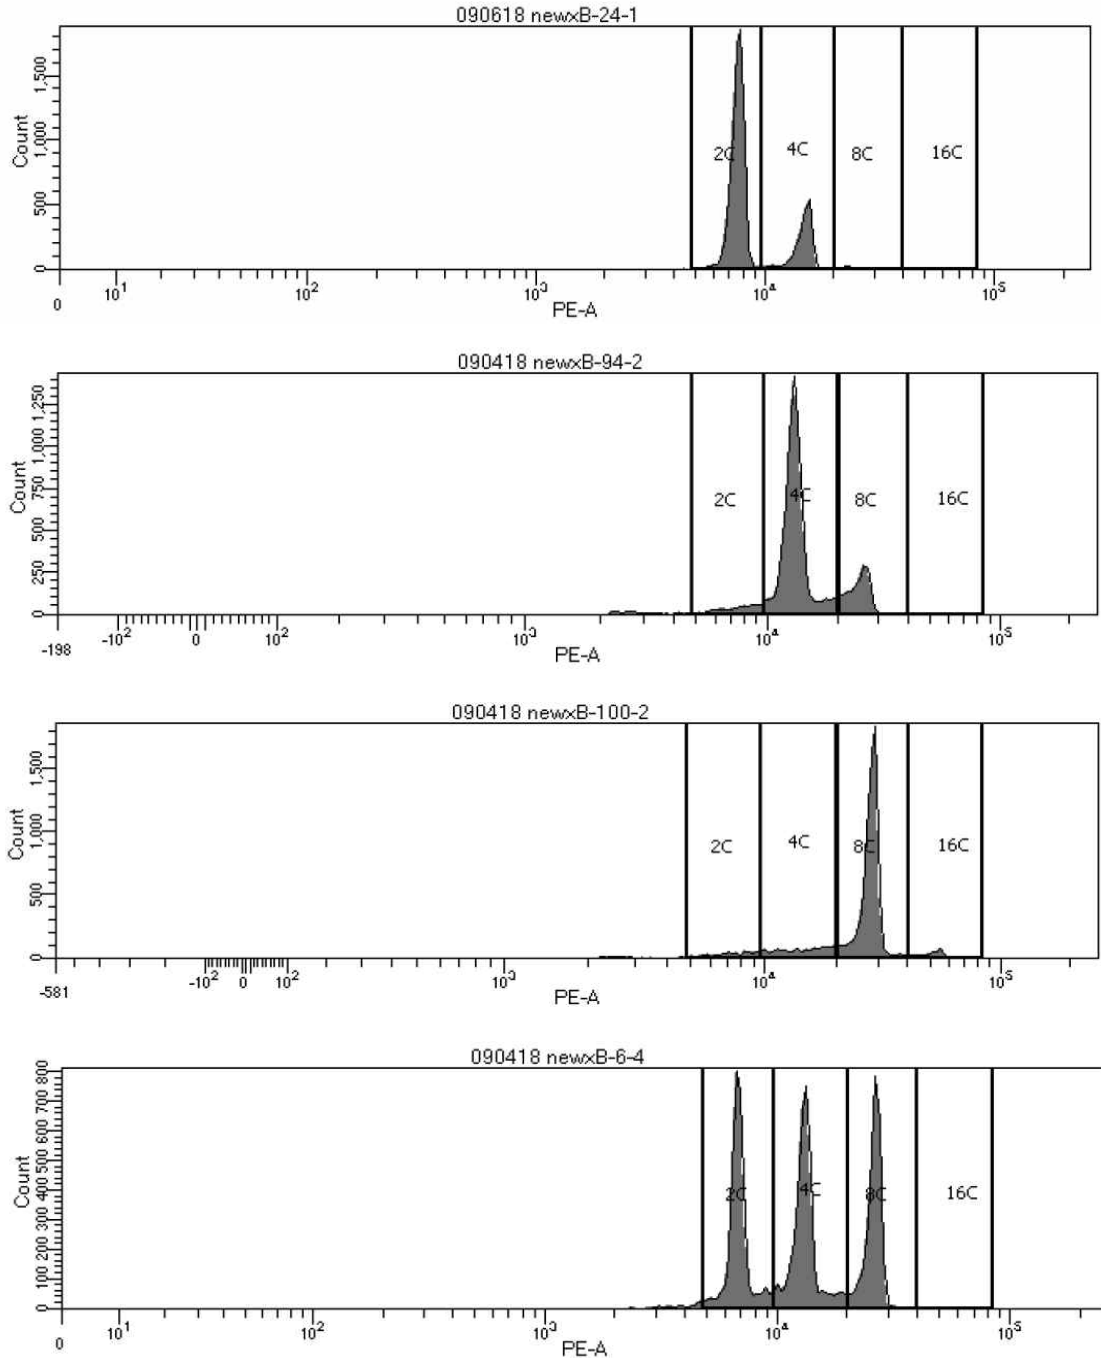 090618 newxB-24-1
Count
1,500
1,000
500
0
2C 4C 8C 16C
0 10¹ 10² 10³ 10⁴ 10⁵
PE-A
090418 newxB-94-2
Count
1,250
1,000
750
500
250
0
2C 4C 8C 16C
-198 -10² 0 10² 10³ 10⁴ 10⁵
PE-A
090418 newxB-100-2
Count
1,500
1,000
500
0
2C 4C 8C 16C
-581 -10² 0 10² 10³ 10⁴ 10⁵
PE-A
090418 newxB-6-4
Count
800
700
600
500
400
300
200
100
0
2C 4C 8C 16C
0 10¹ 10² 10³ 10⁴ 10⁵
PE-A